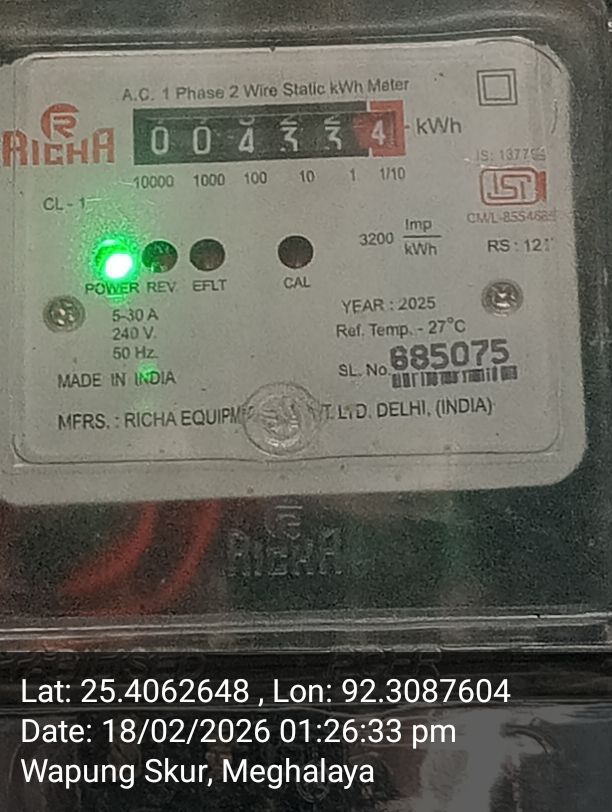 A.C. 1 Phase 2 Wire Static kWh Meter
RICHA
0 0 4 3 3 4 kWh
10000 1000 100 10 1 1/10
IS: 13779
ISI
CM/L-8554685
CL - 1
3200 Imp/kWh
RS : 121
POWER REV. EFLT CAL
5-30 A
240 V.
50 Hz.
YEAR : 2025
Ref. Temp. - 27°C
SL. No. 685075
MADE IN INDIA
MFRS. : RICHA EQUIPM T. LTD. DELHI, (INDIA)
RICHA
Lat: 25.4062648 , Lon: 92.3087604
Date: 18/02/2026 01:26:33 pm
Wapung Skur, Meghalaya